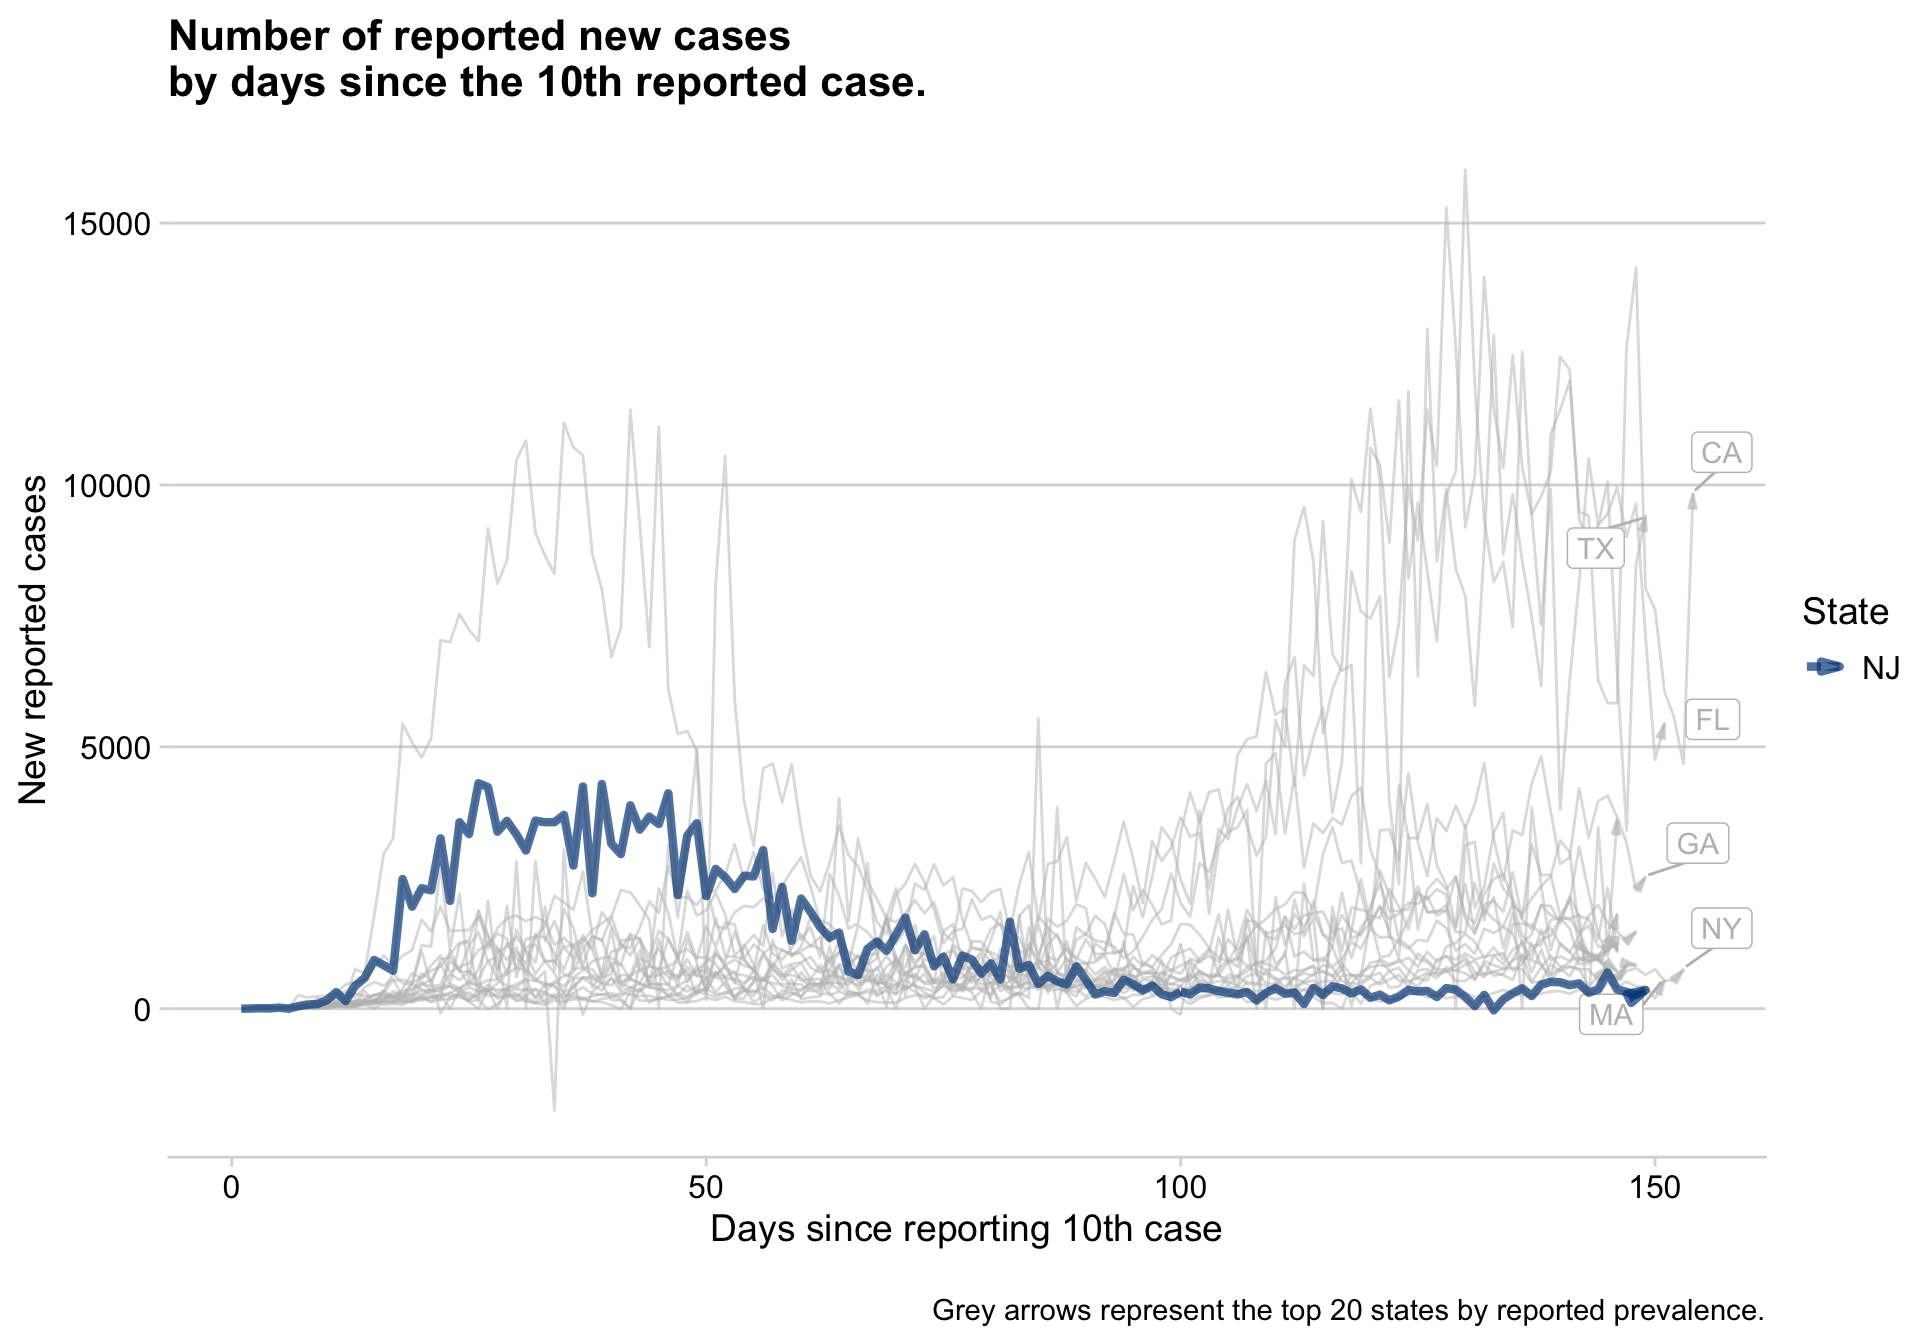 Number of reported new cases
by days since the 10th reported case.
New reported cases
15000
10000
5000
0
CA
TX
FL
GA
NY
MA
State
NJ
0 50 100 150
Days since reporting 10th case
Grey arrows represent the top 20 states by reported prevalence.